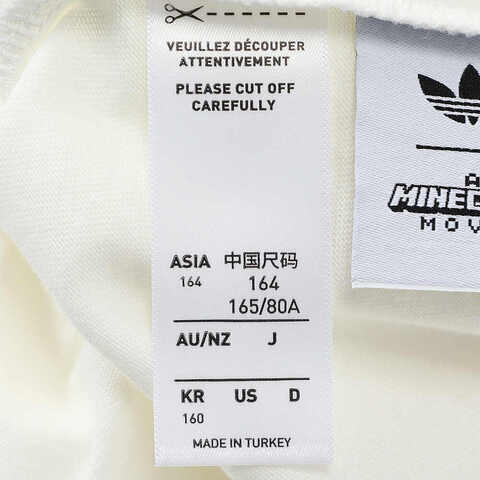 VEUILLEZ DÉCOUPER
ATTENTIVEMENT
PLEASE CUT OFF
CAREFULLY
ASIA 中国尺码
164 164
165/80A
AU/NZ J
KR US D
160
MADE IN TURKEY
A
MOV